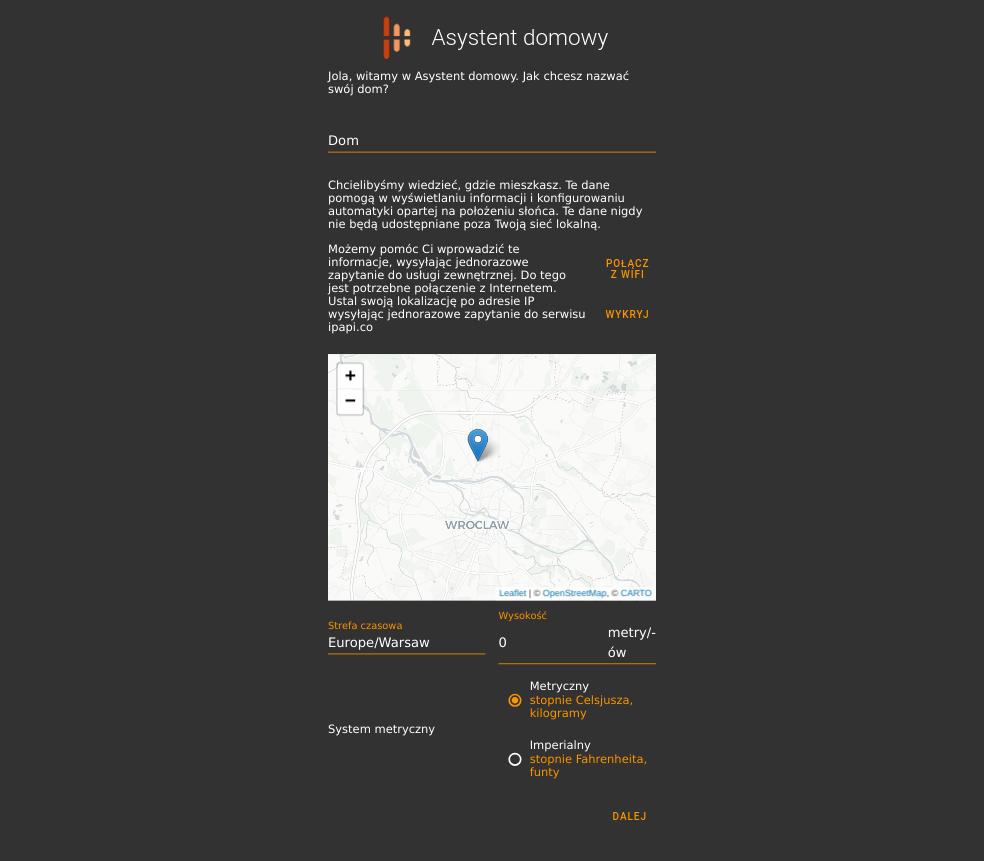 Asystent domowy
Jola, witamy w Asystent domowy. Jak chcesz nazwać
swój dom?
Dom
Chcielibyśmy wiedzieć, gdzie mieszkasz. Te dane
pomogą w wyświetlaniu informacji i konfigurowaniu
automatyki opartej na położeniu słońca. Te dane nigdy
nie będą udostępniane poza Twoją sieć lokalną.
Możemy pomóc Ci wprowadzić te
informacje, wysyłając jednorazowe
zapytanie do usługi zewnętrznej. Do tego
jest potrzebne połączenie z Internetem.
POŁĄCZ
Z WIFI
Ustal swoją lokalizację po adresie IP
wysyłając jednorazowe zapytanie do serwisu
ipapi.co
WYKRYJ
+
−
WROCLAW
Leaflet | © OpenStreetMap, © CARTO
Strefa czasowa
Europe/Warsaw
Wysokość
0
metry/-
ów
System metryczny
Metryczny
stopnie Celsjusza,
kilogramy
Imperialny
stopnie Fahrenheita,
funty
DALEJ